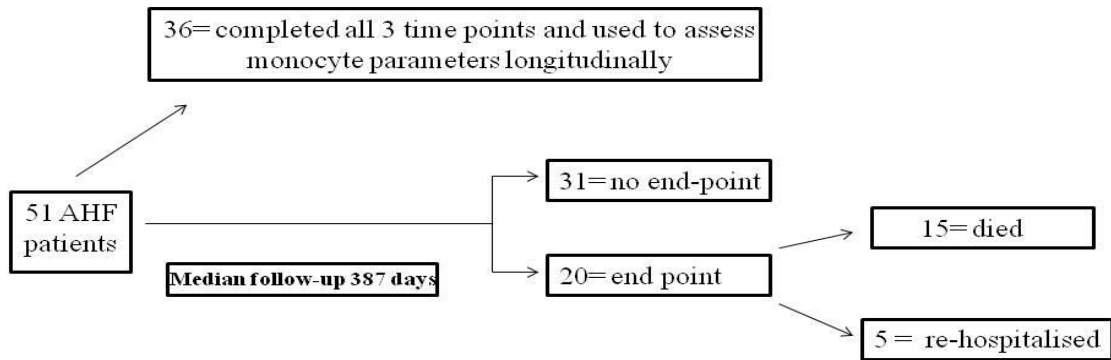 36= completed all 3 time points and used to assess
monocyte parameters longitudinally
51 AHF
patients
Median follow-up 387 days
31= no end-point
20= end point
15= died
5 = re-hospitalised